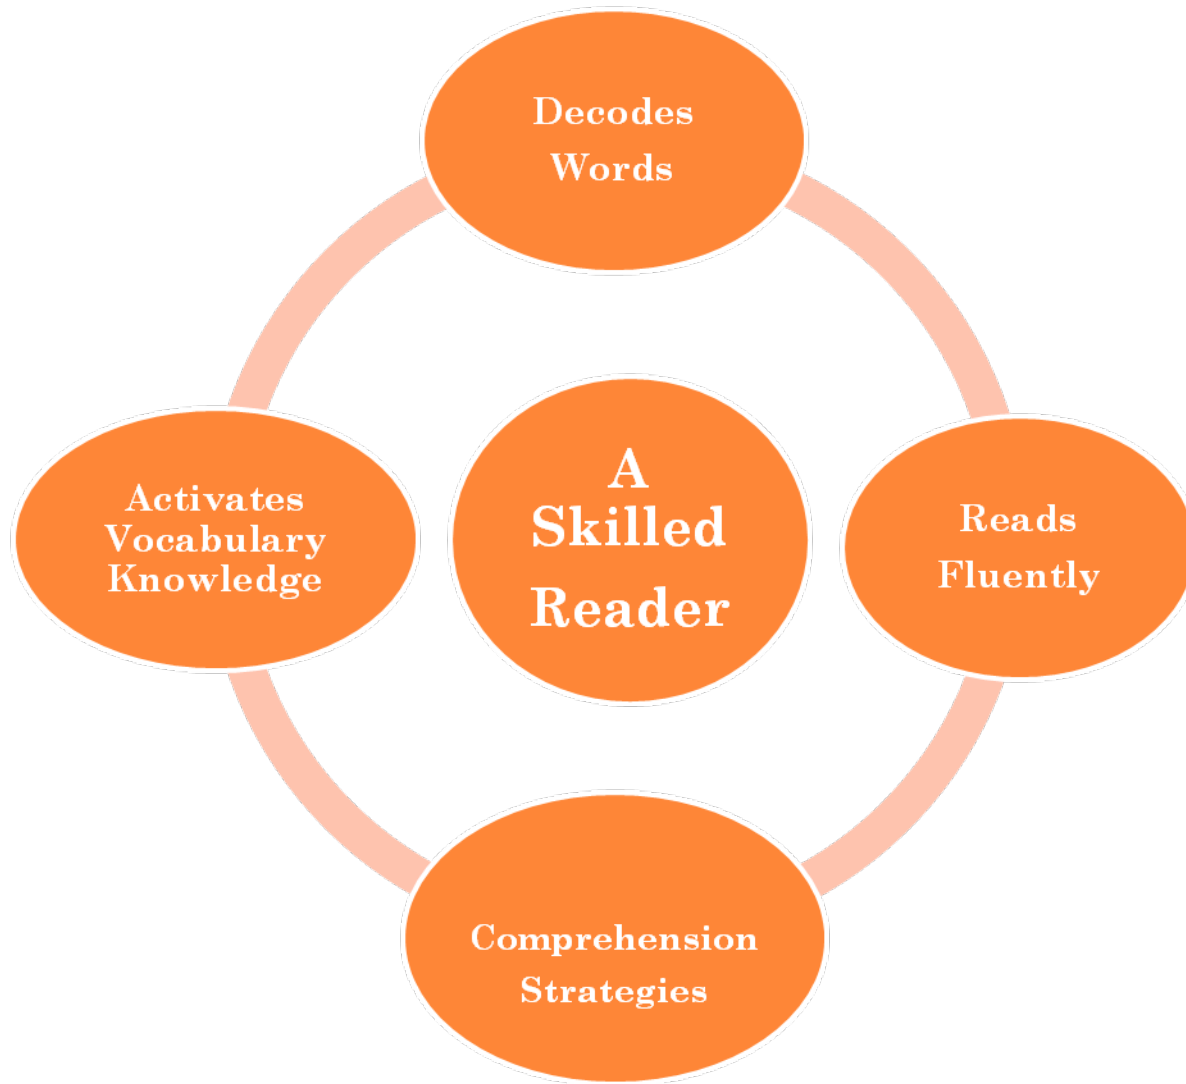 Decodes
Words
Activates
Vocabulary
Knowledge
A
Skilled
Reader
Reads
Fluently
Comprehension
Strategies